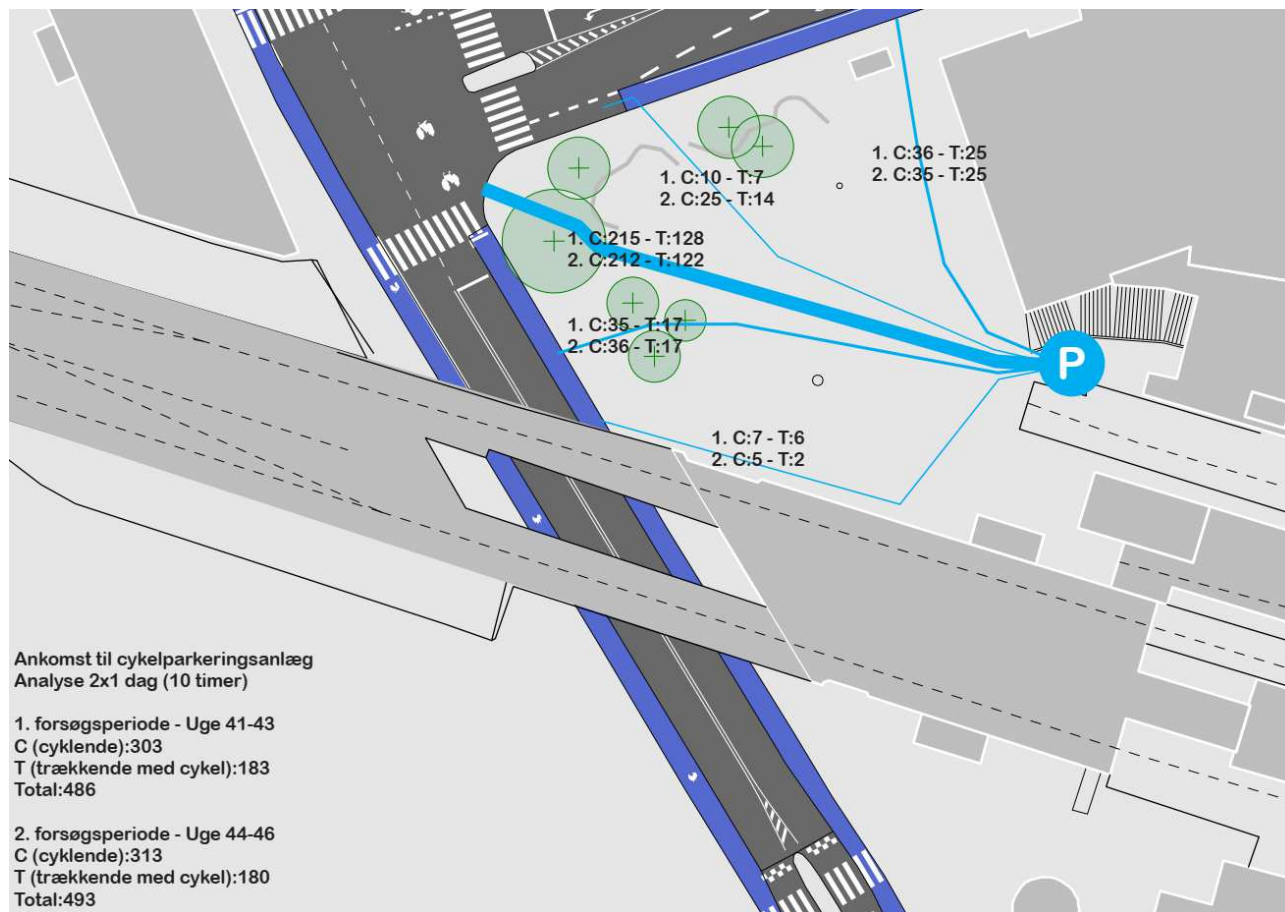 1. C:36 - T:25
2. C:35 - T:25
1. C:10 - T:7
2. C:25 - T:14
1. C:215 - T:128
2. C:212 - T:122
1. C:35 - T:17
2. C:36 - T:17
P
1. C:7 - T:6
2. C:5 - T:2
Ankomst til cykelparkeringsanlæg
Analyse 2x1 dag (10 timer)
1. forsøgsperiode - Uge 41-43
C (cyklende):303
T (trækkende med cykel):183
Total:486
2. forsøgsperiode - Uge 44-46
C (cyklende):313
T (trækkende med cykel):180
Total:493